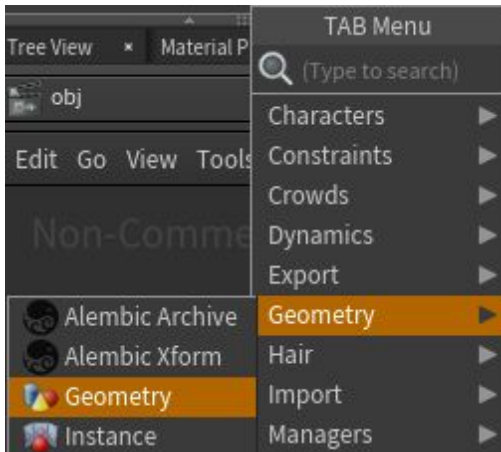 TAB Menu
Tree View × Material P
(Type to search)
obj
Characters
Edit Go View Tools
Constraints
Crowds
Non-Comme
Dynamics
Export
Alembic Archive
Geometry
Alembic Xform
Hair
Geometry
Import
Instance
Managers